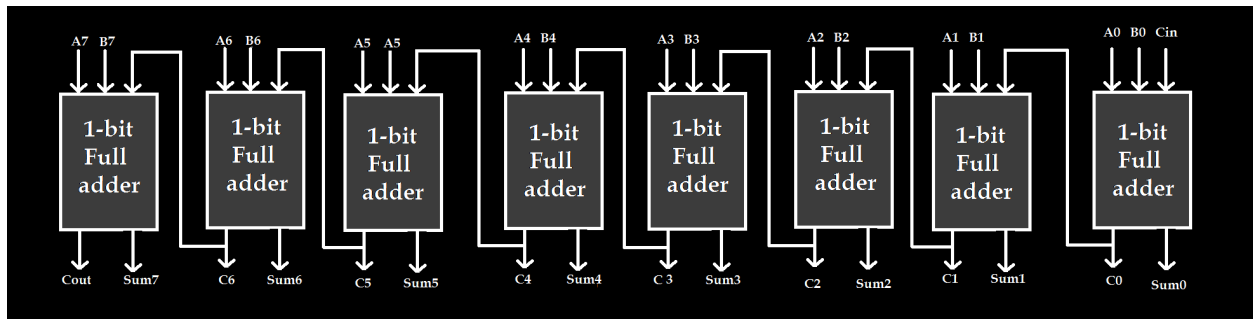 A7 B7 A6 B6 A5 A5 A4 B4 A3 B3 A2 B2 A1 B1 A0 B0 Cin
1-bit Full adder
1-bit Full adder
1-bit Full adder
1-bit Full adder
1-bit Full adder
1-bit Full adder
1-bit Full adder
1-bit Full adder
Cout Sum7 C6 Sum6 C5 Sum5 C4 Sum4 C 3 Sum3 C2 Sum2 C1 Sum1 C0 Sum0